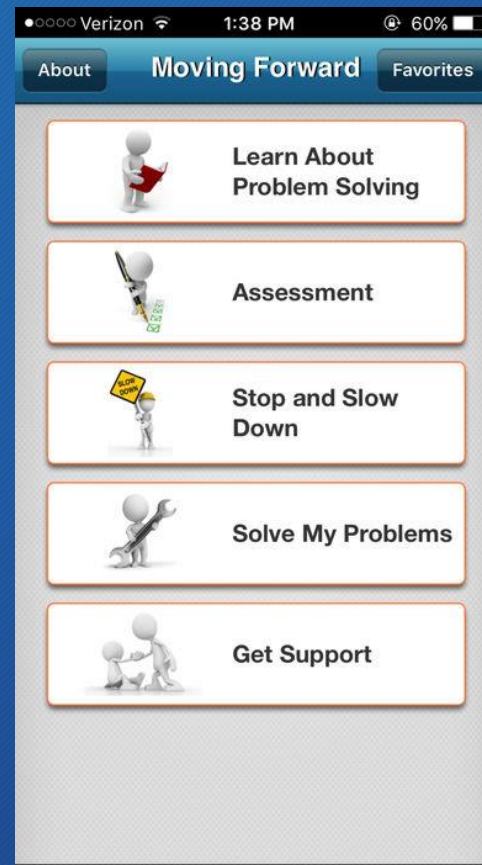 Verizon 1:38 PM 60%
About Moving Forward Favorites
Learn About
Problem Solving
Assessment
SLOW
DOWN
Stop and Slow
Down
Solve My Problems
Get Support